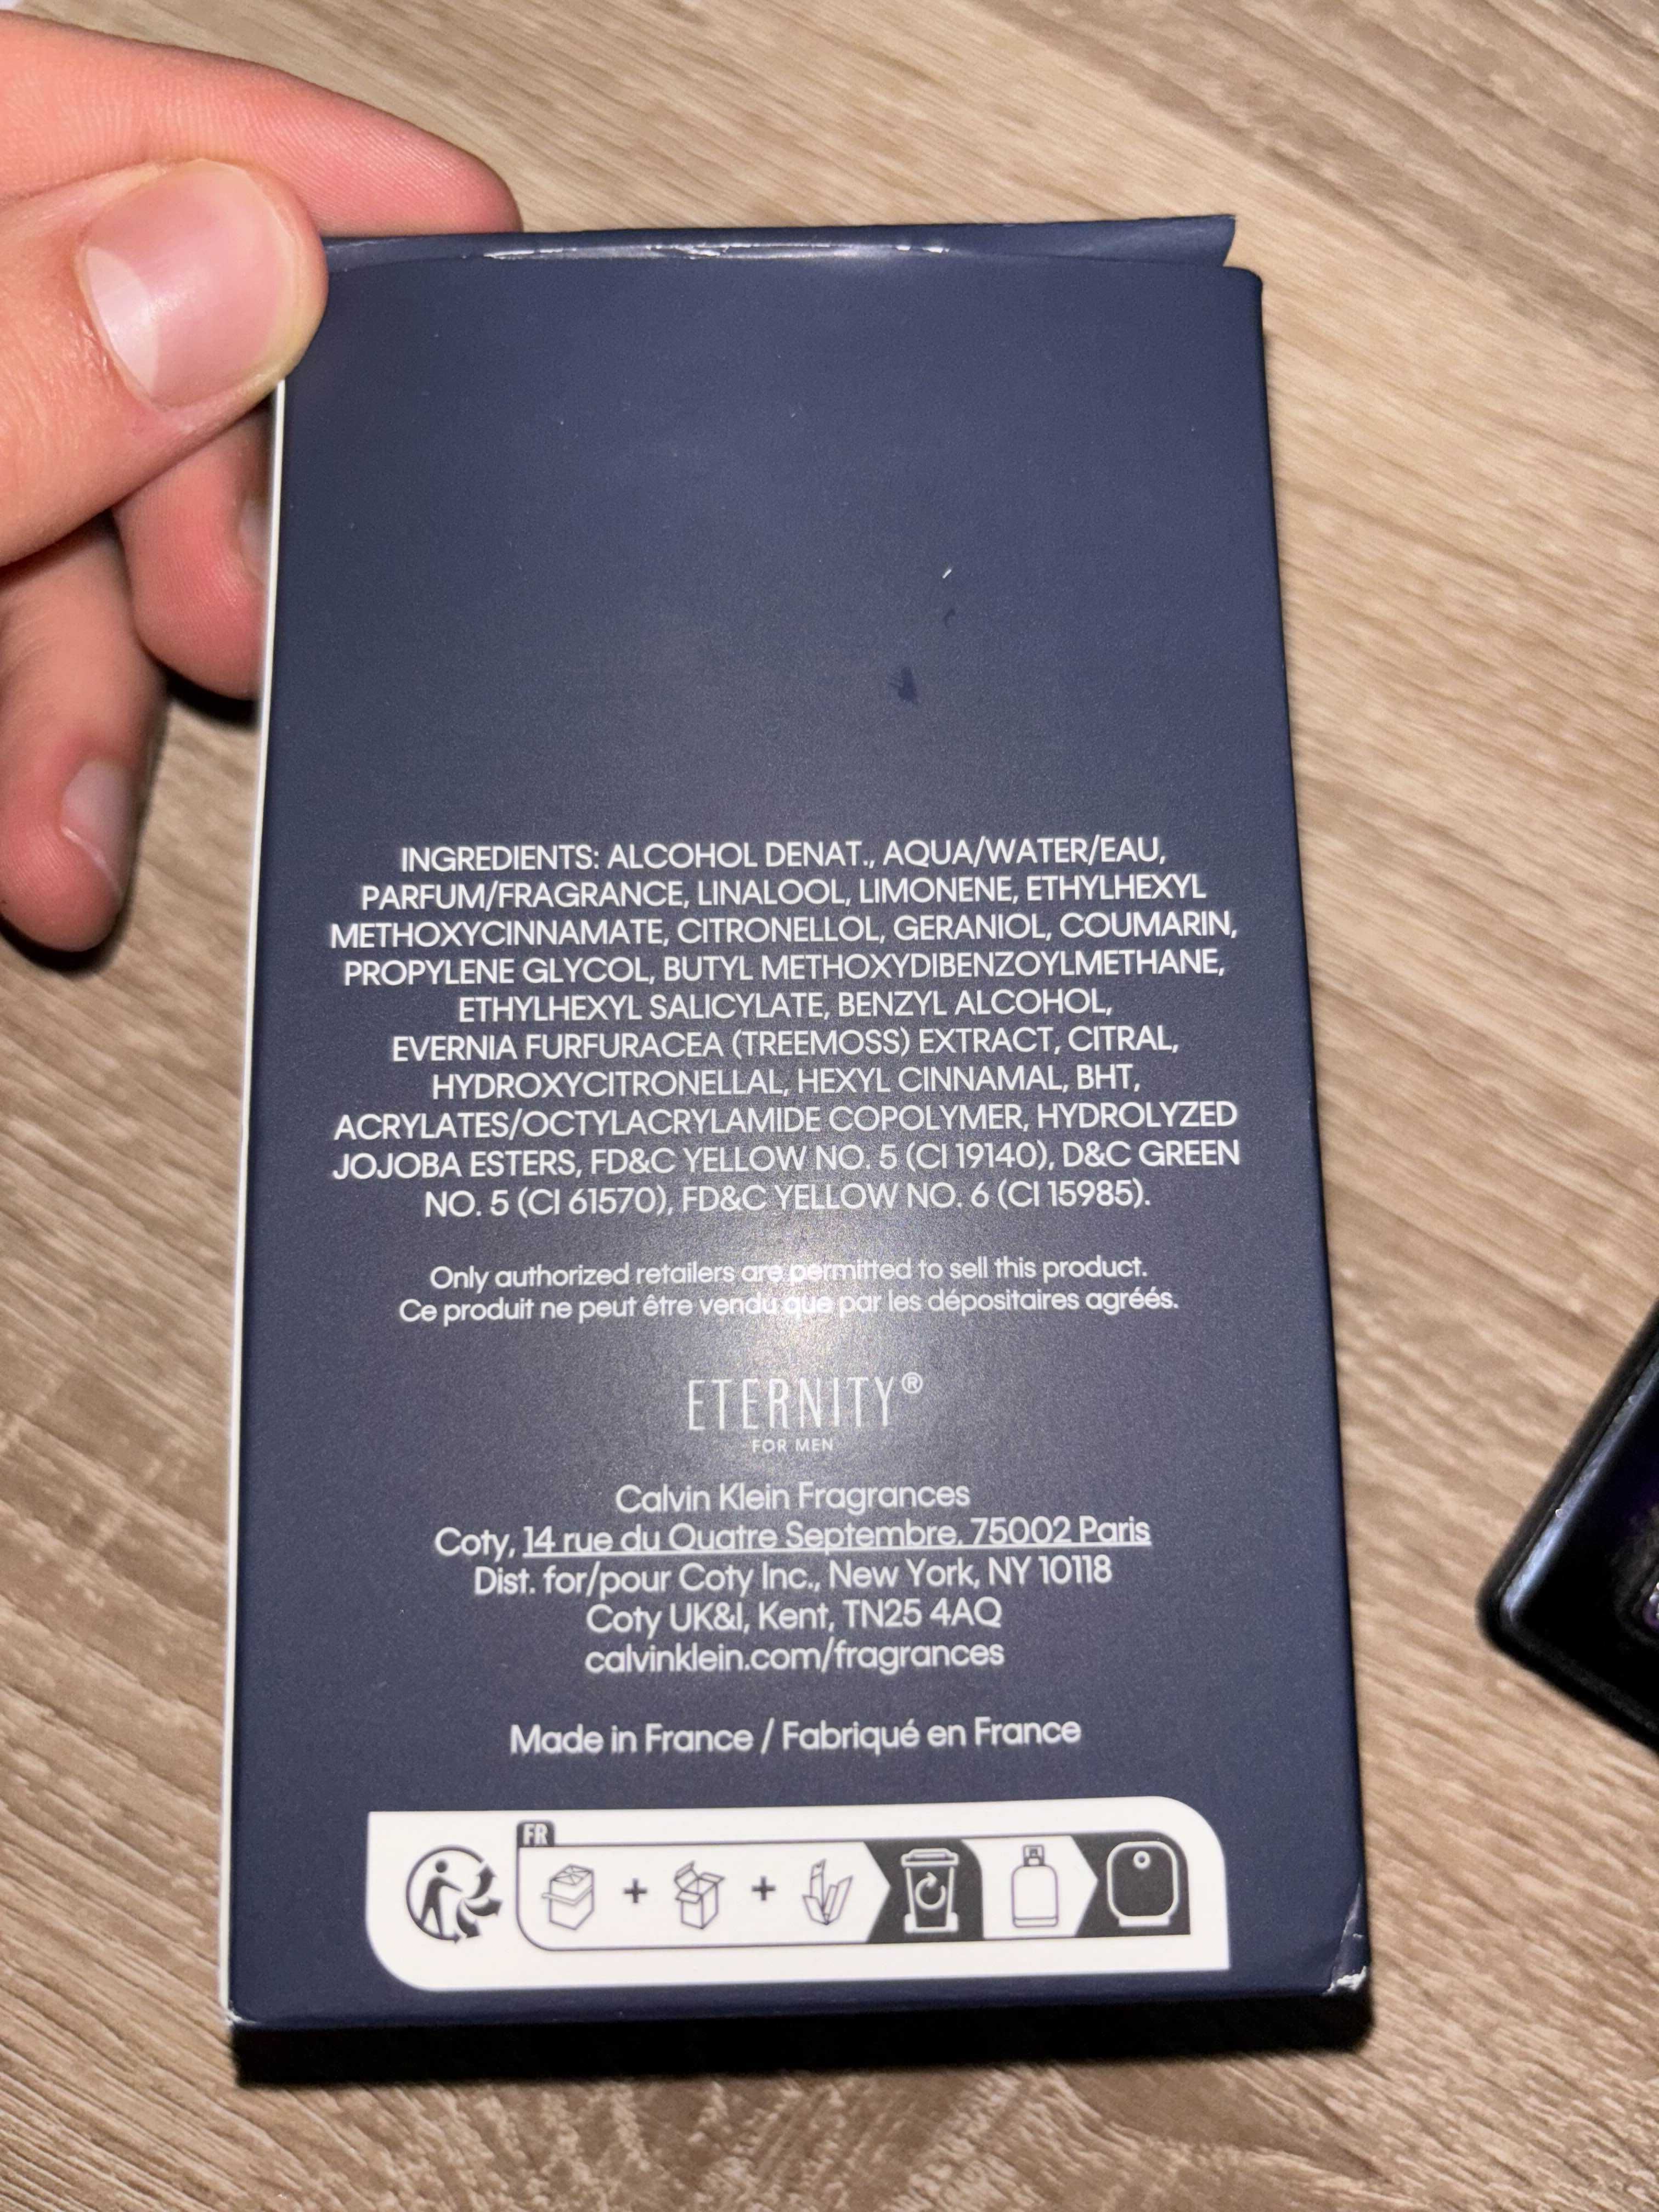 INGREDIENTS: ALCOHOL DENAT., AQUA/WATER/EAU,
PARFUM/FRAGRANCE, LINALOOL, LIMONENE, ETHYLHEXYL
METHOXYCINNAMATE, CITRONELLOL, GERANIOL, COUMARIN,
PROPYLENE GLYCOL, BUTYL METHOXYDIBENZOYLMETHANE,
ETHYLHEXYL SALICYLATE, BENZYL ALCOHOL,
EVERNIA FURFURACEA (TREEMOSS) EXTRACT, CITRAL,
HYDROXYCITRONELLAL, HEXYL CINNAMAL, BHT,
ACRYLATES/OCTYLACRYLAMIDE COPOLYMER, HYDROLYZED
JOJOBA ESTERS, FD&C YELLOW NO. 5 (CI 19140), D&C GREEN
NO. 5 (CI 61570), FD&C YELLOW NO. 6 (CI 15985).
Only authorized retailers are permitted to sell this product.
Ce produit ne peut être vendu que par les dépositaires agréés.
ETERNITY®
FOR MEN
Calvin Klein Fragrances
Coty, 14 rue du Quatre Septembre, 75002 Paris
Dist. for/pour Coty Inc., New York, NY 10118
Coty UK&I, Kent, TN25 4AQ
calvinklein.com/fragrances
Made in France / Fabriqué en France
FR